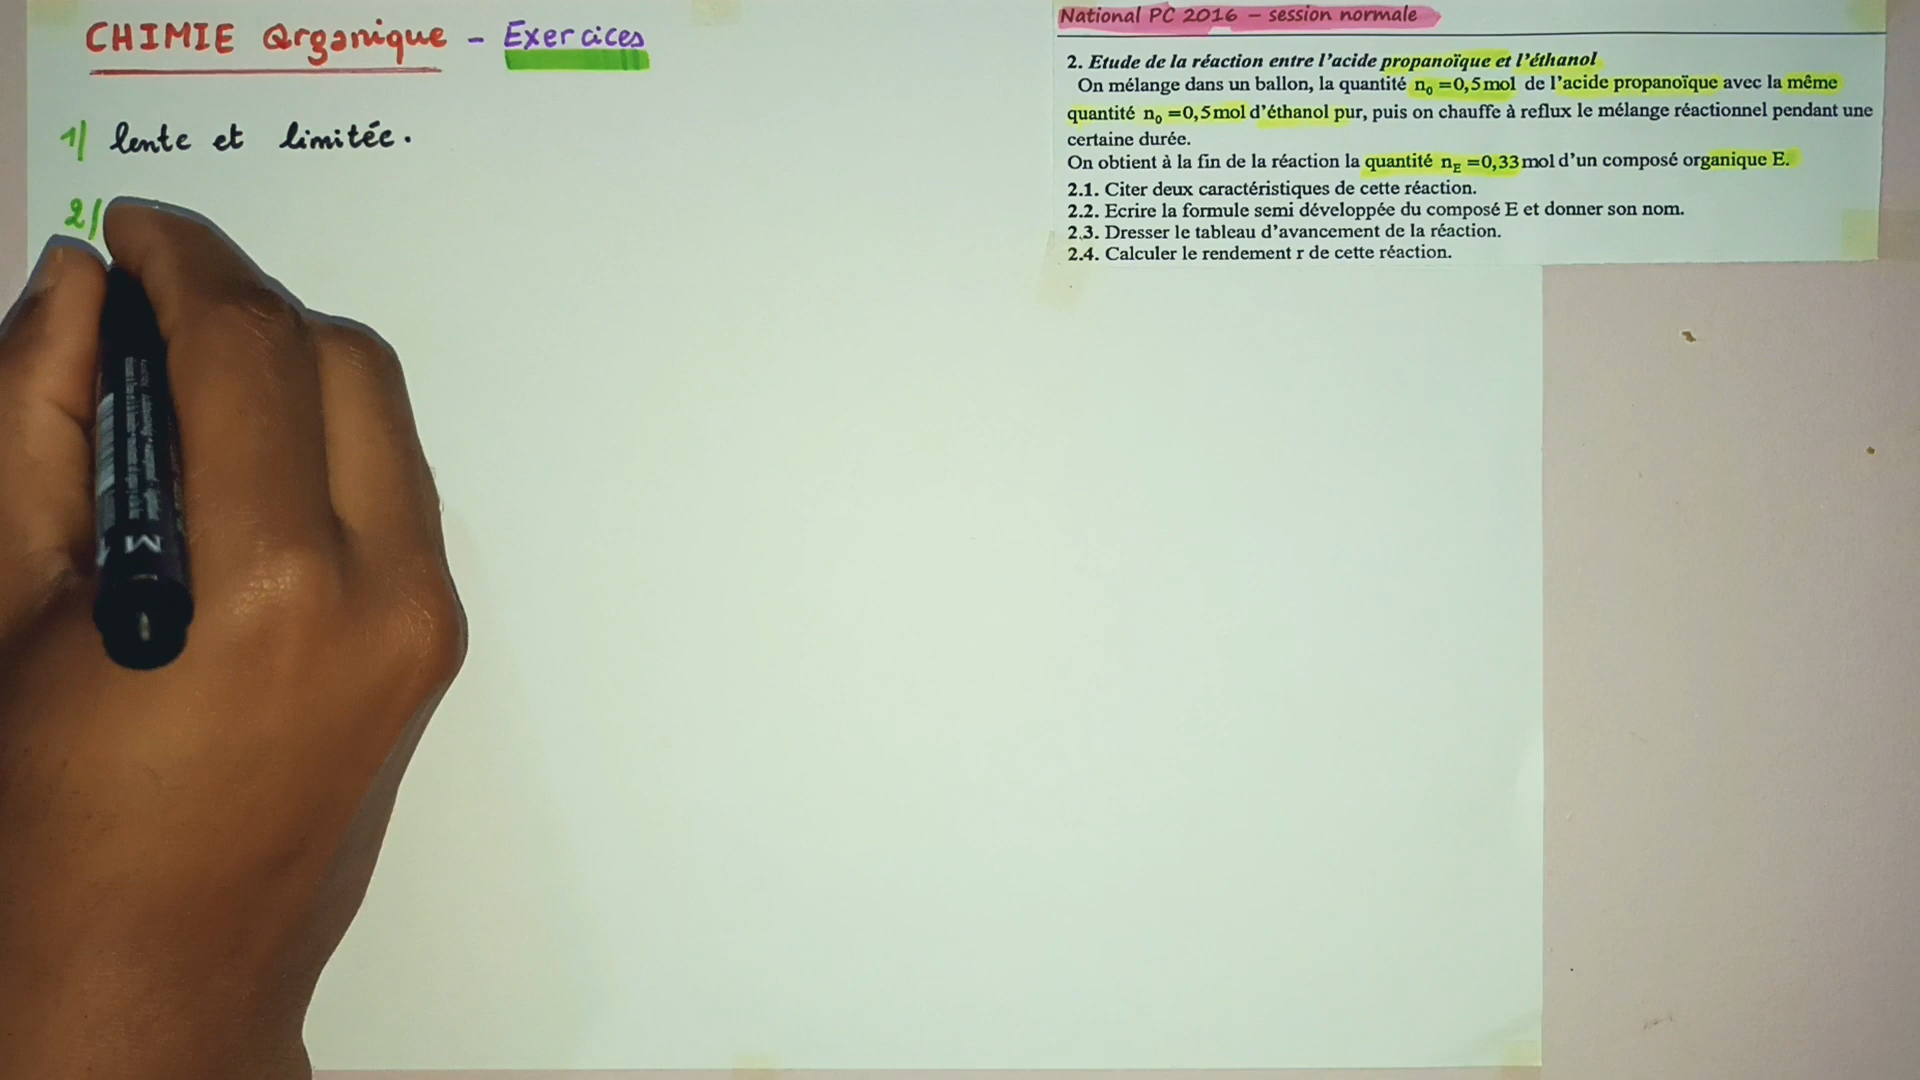 CHIMIE Organique - Exercices
1) lente et limitée.
2)
National PC 2016 – session normale
2. Etude de la réaction entre l'acide propanoïque et l'éthanol
On mélange dans un ballon, la quantité n₀ =0,5 mol de l'acide propanoïque avec la même
quantité n₀ =0,5 mol d'éthanol pur, puis on chauffe à reflux le mélange réactionnel pendant une
certaine durée.
On obtient à la fin de la réaction la quantité n_E =0,33 mol d'un composé organique E.
2.1. Citer deux caractéristiques de cette réaction.
2.2. Ecrire la formule semi développée du composé E et donner son nom.
2.3. Dresser le tableau d'avancement de la réaction.
2.4. Calculer le rendement r de cette réaction.
M